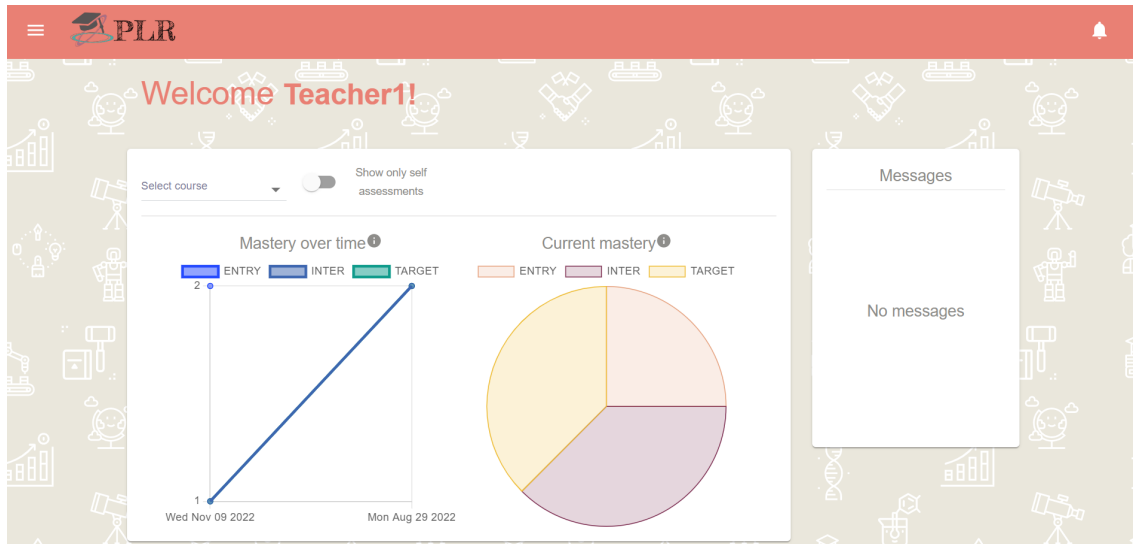 PLR
Welcome Teacher1!
Select course
Show only self
assessments
Messages
Mastery over time
Current mastery
ENTRY INTER TARGET
ENTRY INTER TARGET
2
No messages
1
Wed Nov 09 2022 Mon Aug 29 2022